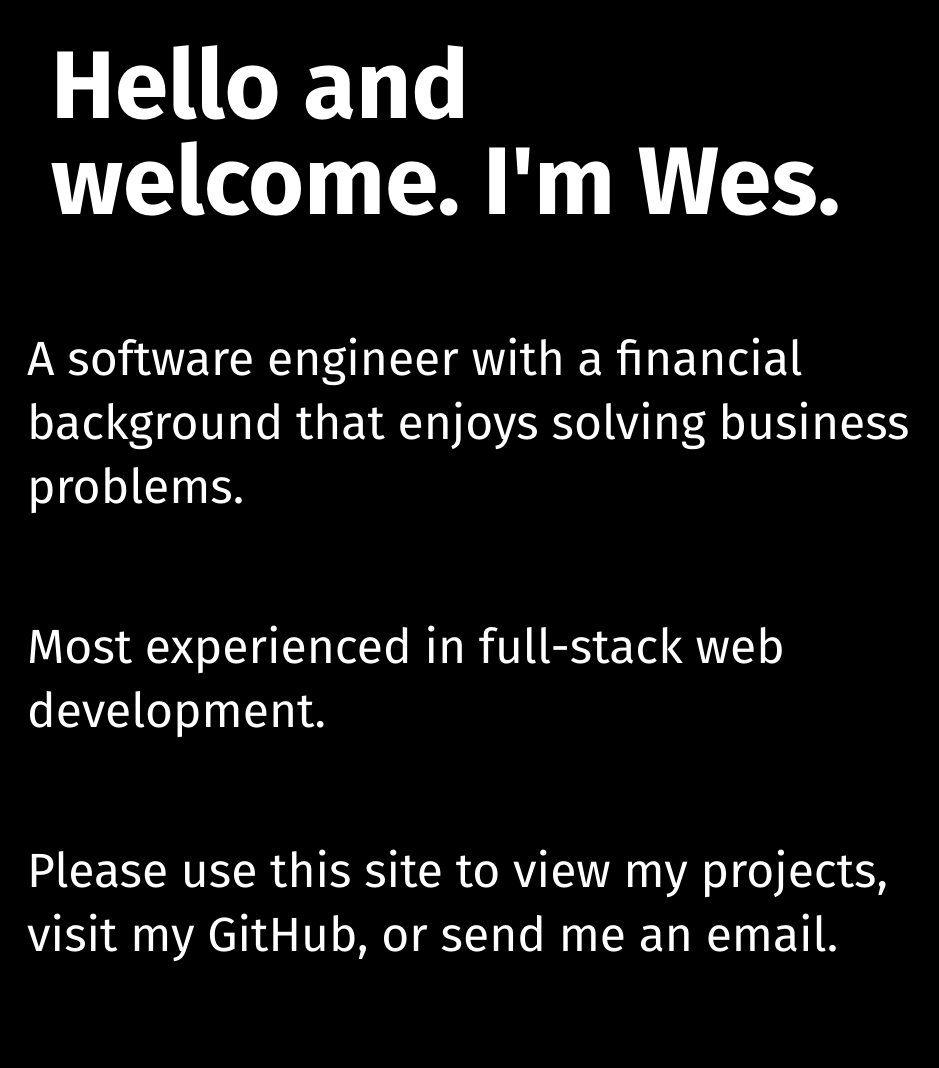 Hello and
welcome. I'm Wes.
A software engineer with a financial
background that enjoys solving business
problems.
Most experienced in full-stack web
development.
Please use this site to view my projects,
visit my GitHub, or send me an email.